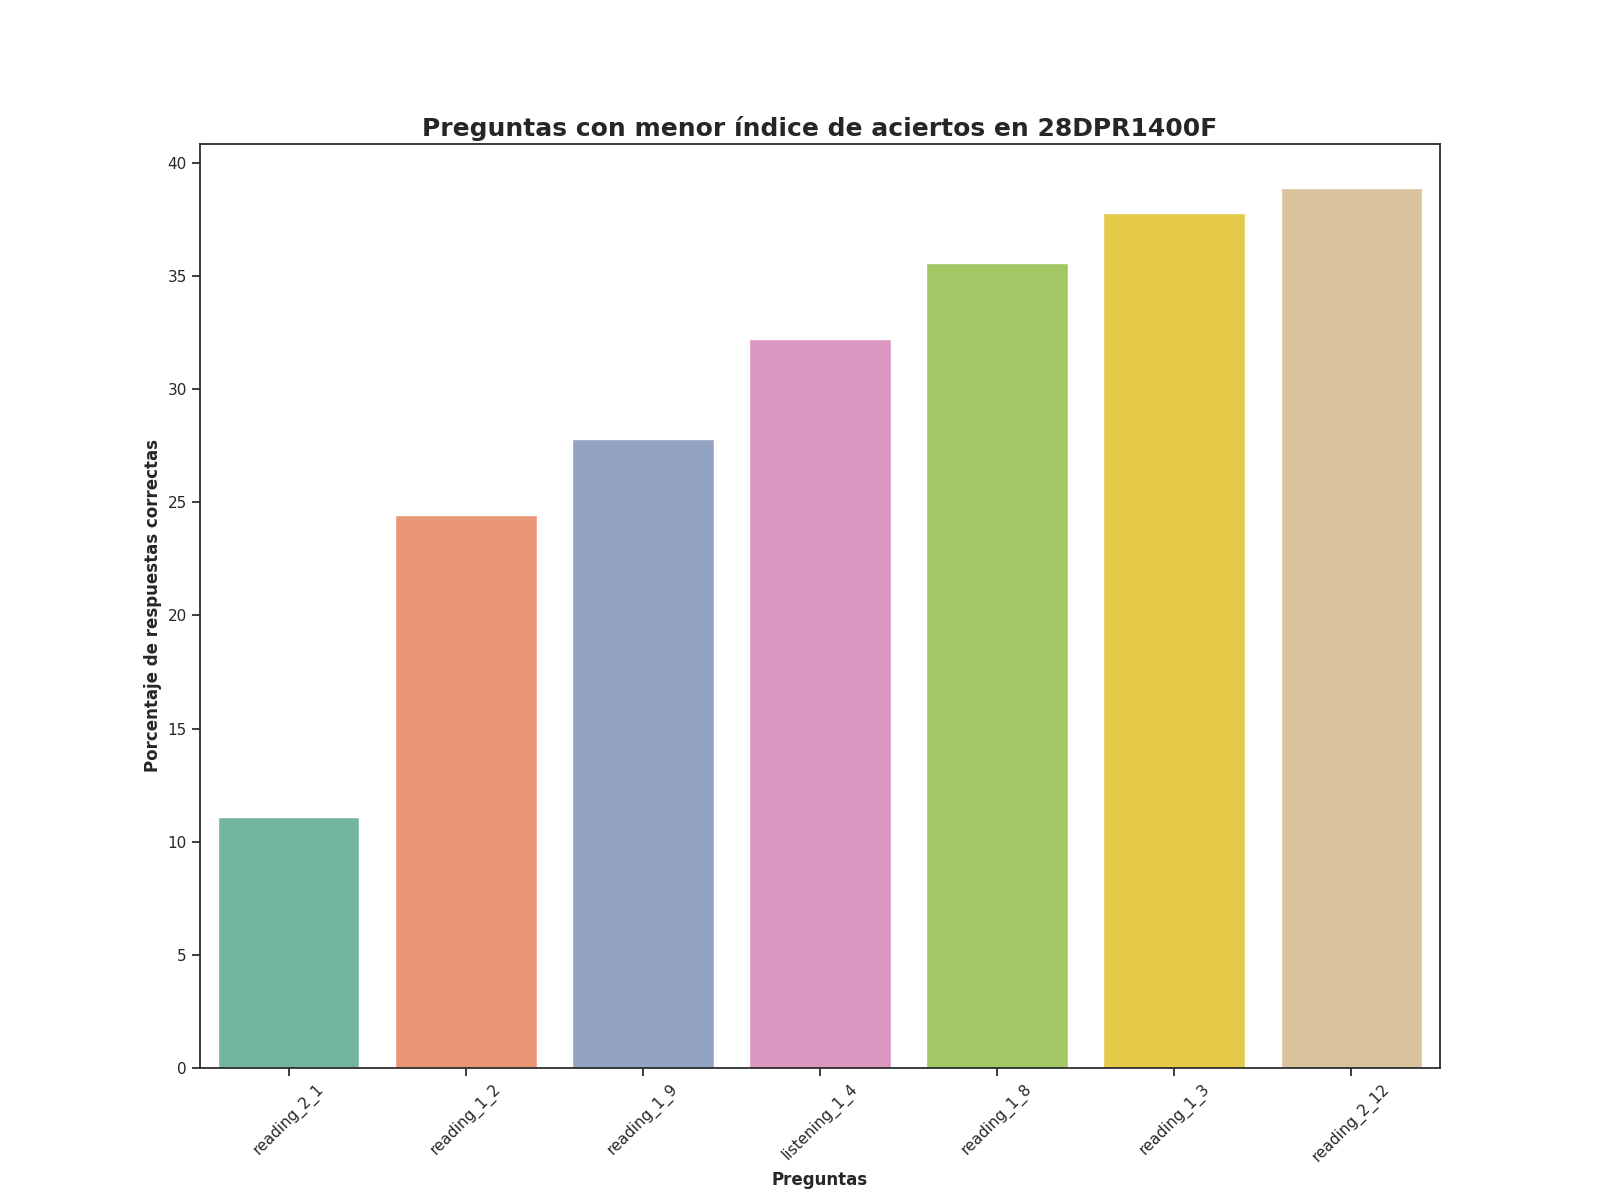 Preguntas con menor índice de aciertos en 28DPR1400F
Porcentaje de respuestas correctas
40
35
30
25
20
15
10
5
0
reading_2_1
reading_1_2
reading_1_9
listening_1_4
reading_1_8
reading_1_3
reading_2_12
Preguntas